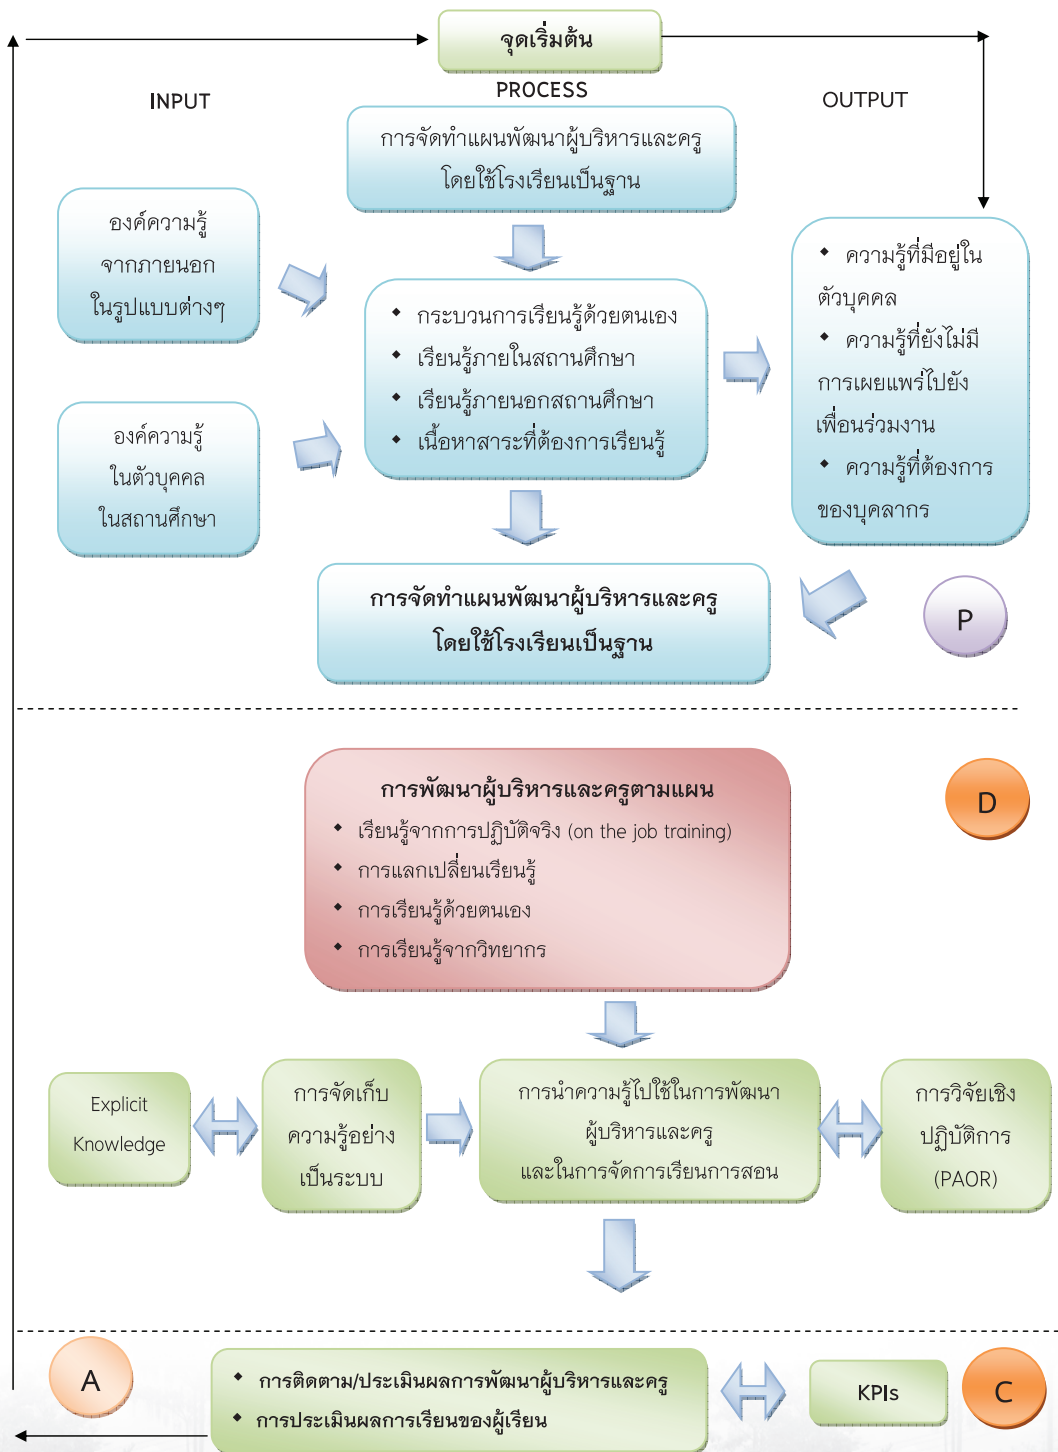 จุดเริ่มต้น
INPUT
PROCESS
OUTPUT
การจัดทำแผนพัฒนาผู้บริหารและครู
โดยใช้โรงเรียนเป็นฐาน
องค์ความรู้
จากภายนอก
ในรูปแบบต่างๆ
องค์ความรู้
ในตัวบุคคล
ในสถานศึกษา
◆ กระบวนการเรียนรู้ด้วยตนเอง
◆ เรียนรู้ภายในสถานศึกษา
◆ เรียนรู้ภายนอกสถานศึกษา
◆ เนื้อหาสาระที่ต้องการเรียนรู้
◆ ความรู้ที่มีอยู่ใน
ตัวบุคคล
◆ ความรู้ที่ยังไม่มี
การเผยแพร่ไปยัง
เพื่อนร่วมงาน
◆ ความรู้ที่ต้องการ
ของบุคลากร
การจัดทำแผนพัฒนาผู้บริหารและครู
โดยใช้โรงเรียนเป็นฐาน
P
การพัฒนาผู้บริหารและครูตามแผน
◆ เรียนรู้จากการปฏิบัติจริง (on the job training)
◆ การแลกเปลี่ยนเรียนรู้
◆ การเรียนรู้ด้วยตนเอง
◆ การเรียนรู้จากวิทยากร
D
Explicit
Knowledge
การจัดเก็บ
ความรู้อย่าง
เป็นระบบ
การนำความรู้ไปใช้ในการพัฒนา
ผู้บริหารและครู
และในการจัดการเรียนการสอน
การวิจัยเชิง
ปฏิบัติการ
(PAOR)
A
◆ การติดตาม/ประเมินผลการพัฒนาผู้บริหารและครู
◆ การประเมินผลการเรียนของผู้เรียน
KPIs
C